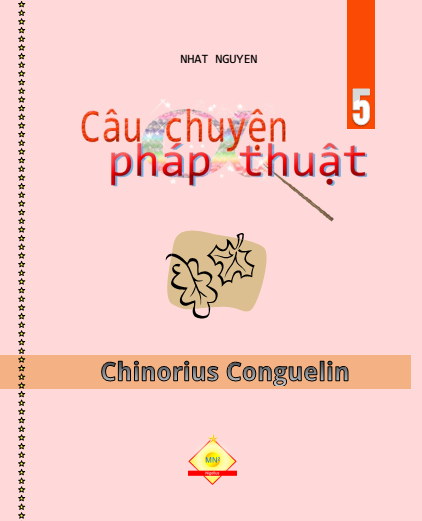 NHAT NGUYEN
5
Câu chuyện
pháp thuật
Chinorius Conguelin
MNI